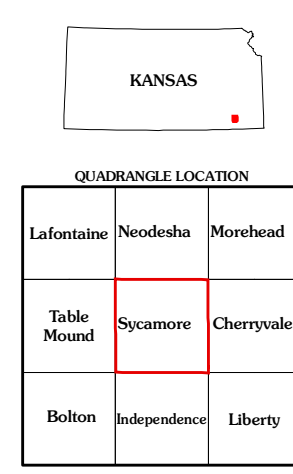 KANSAS
QUADRANGLE LOCATION
Lafontaine Neodesha Morehead
Table Mound Sycamore Cherryvale
Bolton Independence Liberty